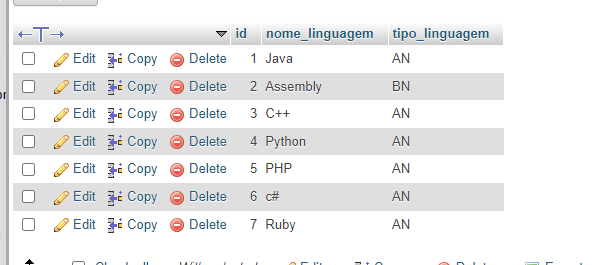 id nome_linguagem tipo_linguagem
Edit Copy Delete 1 Java AN
Edit Copy Delete 2 Assembly BN
Edit Copy Delete 3 C++ AN
Edit Copy Delete 4 Python AN
Edit Copy Delete 5 PHP AN
Edit Copy Delete 6 c# AN
Edit Copy Delete 7 Ruby AN